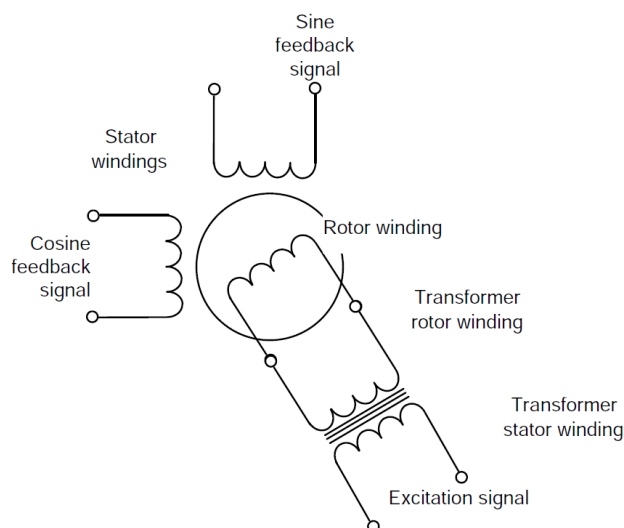 Sine
feedback
signal
Stator
windings
Rotor winding
Cosine
feedback
signal
Transformer
rotor winding
Transformer
stator winding
Excitation signal